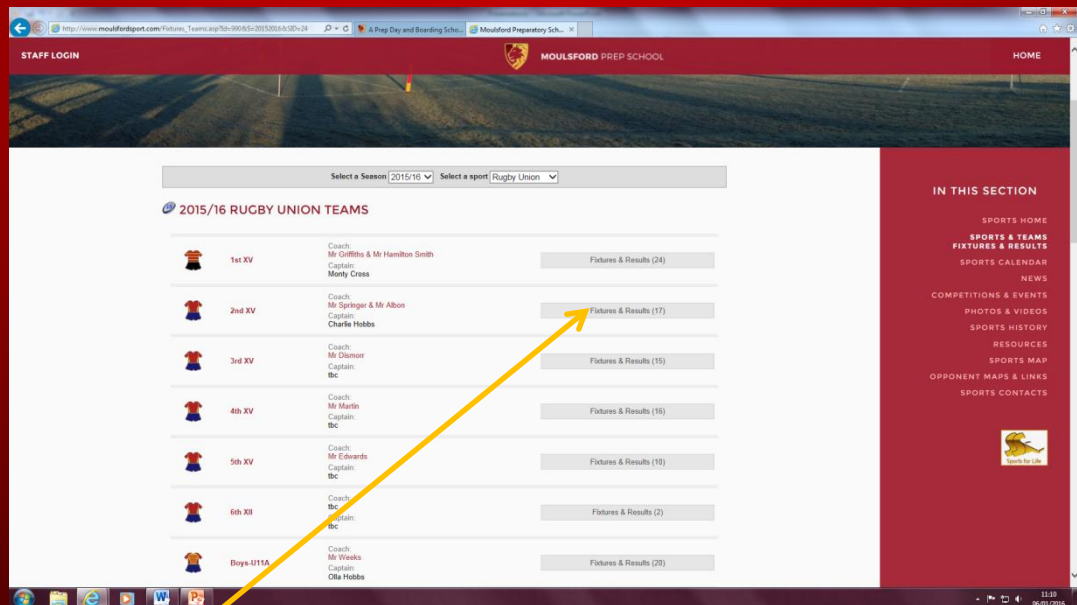 http://www.moulsfordsport.com/Fixtures_Teams.asp?Id=990&S=20152016&SID=24
A Prep Day and Boarding Scho...
Moulsford Preparatory Sch...
STAFF LOGIN
MOULSFORD PREP SCHOOL
HOME
Select a Season 2015/16 Select a sport Rugby Union
2015/16 RUGBY UNION TEAMS
1st XV
Coach:
Mr Griffiths & Mr Hamilton Smith
Captain:
Monty Cross
Fixtures & Results (24)
2nd XV
Coach:
Mr Springer & Mr Albon
Captain:
Charlie Hobbs
Fixtures & Results (17)
3rd XV
Coach:
Mr Dismorr
Captain:
tbc
Fixtures & Results (15)
4th XV
Coach:
Mr Martin
Captain:
tbc
Fixtures & Results (16)
5th XV
Coach:
Mr Edwards
Captain:
tbc
Fixtures & Results (10)
6th XII
Coach:
tbc
Captain:
tbc
Fixtures & Results (2)
Boys-U11A
Coach:
Mr Weeks
Captain:
Olla Hobbs
Fixtures & Results (20)
IN THIS SECTION
SPORTS HOME
SPORTS & TEAMS
FIXTURES & RESULTS
SPORTS CALENDAR
NEWS
COMPETITIONS & EVENTS
PHOTOS & VIDEOS
SPORTS HISTORY
RESOURCES
SPORTS MAP
OPPONENT MAPS & LINKS
SPORTS CONTACTS
Sports for Life
11:10
06/01/2016